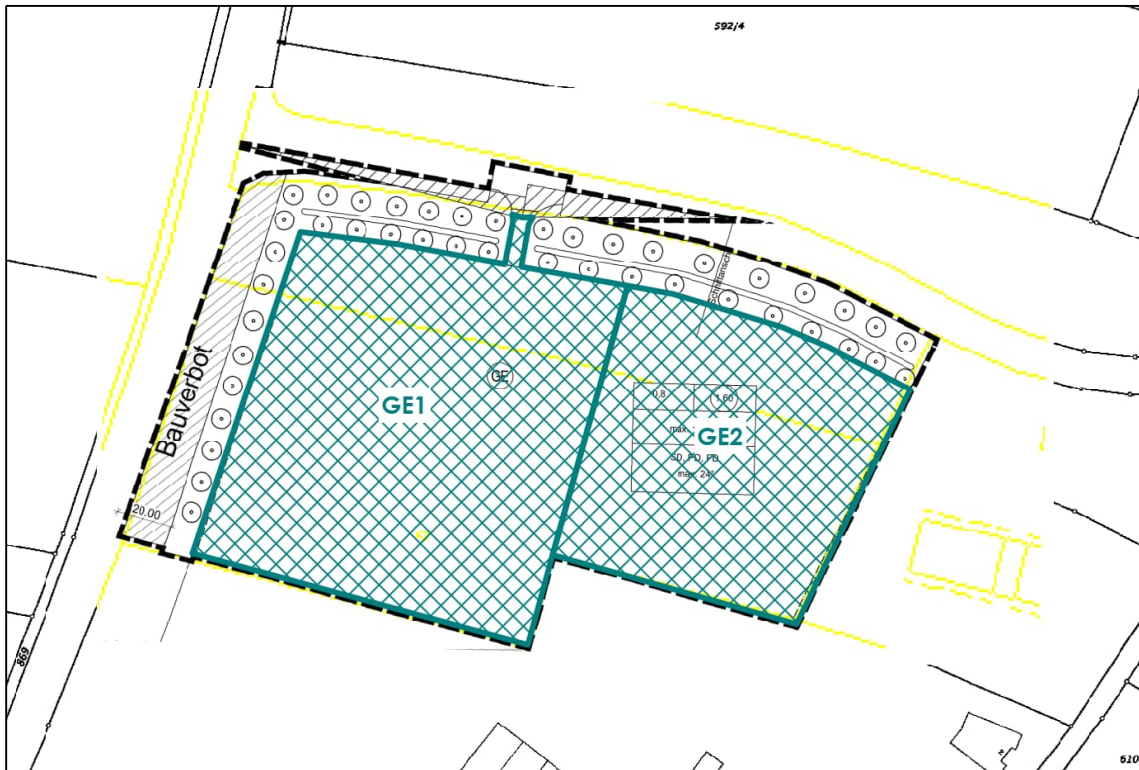 592/4
Schnittansch
Bauverbot
GE
0,8
1,60
GE1
max.
GE2
SD, PD, FD
max. 24°
20.00
869
610